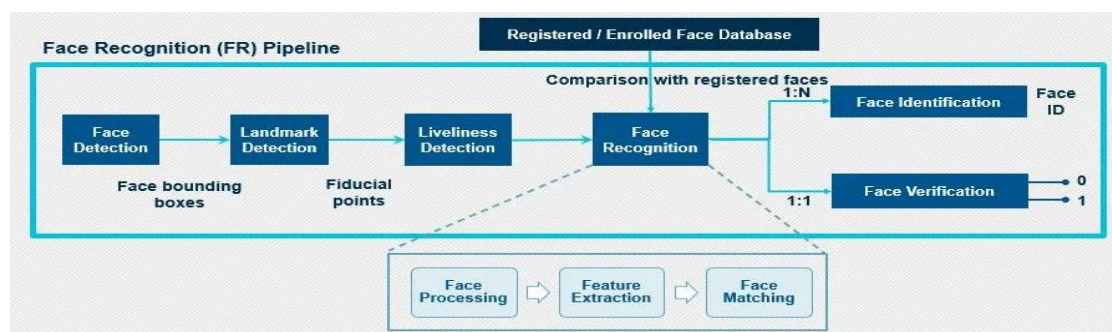 Registered / Enrolled Face Database
Face Recognition (FR) Pipeline
Comparison with registered faces
1:N
Face Identification
Face
ID
Face
Detection
Landmark
Detection
Liveliness
Detection
Face
Recognition
Face bounding
boxes
Fiducial
points
1:1
Face Verification
0
1
Face
Processing
Feature
Extraction
Face
Matching